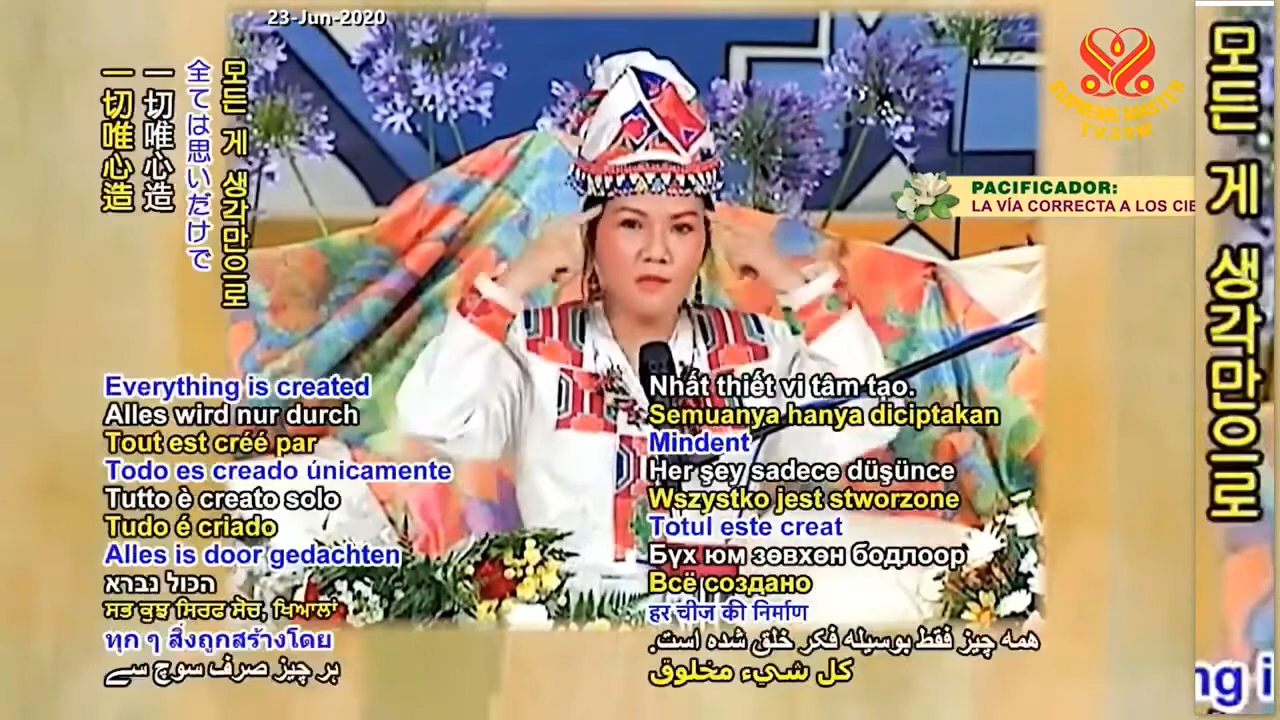 23-Jun-2020
SUPREME MASTER
TV.COM
PACIFICADOR:
LA VÍA CORRECTA A LOS CIE
一切唯心造
一切唯心造
全ては思いだけで
모든 게 생각만으로
Everything is created
Alles wird nur durch
Tout est créé par
Todo es creado únicamente
Tutto è creato solo
Tudo é criado
Alles is door gedachten
הכול נברא
ਸਭ ਕੁਝ ਸਿਰਫ ਸੋਚ, ਖਿਆਲਾਂ
ทุก ๆ สิ่งถูกสร้างโดย
ہر چیز صرف سوچ سے
Nhất thiết vi tâm tạo.
Semuanya hanya diciptakan
Mindent
Her şey sadece düşünce
Wszystko jest stworzone
Totul este creat
Бүх юм зөвхөн бодлоор
Всё создано
हर चीज की निर्माण
همه چیز فقط بوسیله فکر خلق شده است.
كل شيء مخلوق
모든 게 생각만으로
ng i